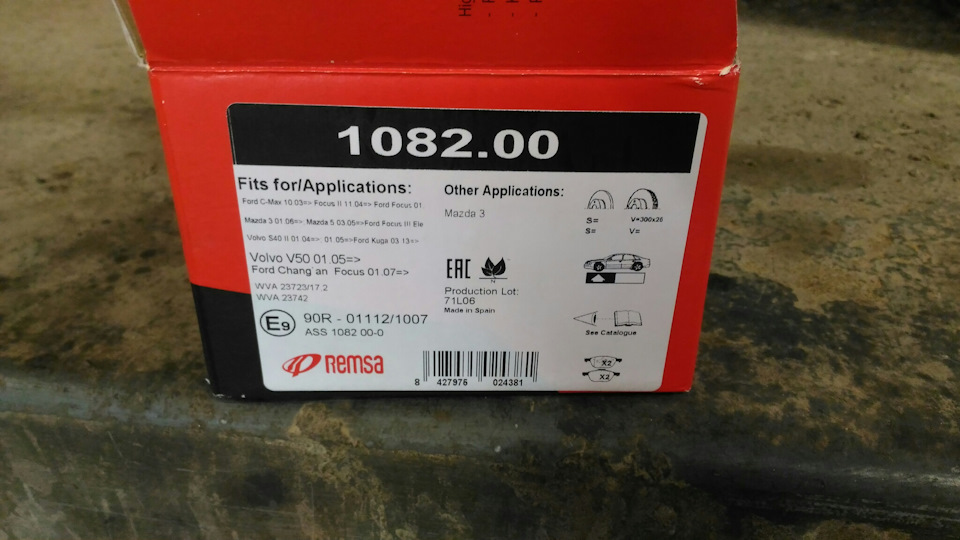 Hig
1082.00
Fits for/Applications:
Ford C-Max 10.03=> Focus II 11 04=> Ford Focus 01
Mazda 3 01.06=> Mazda 5 03.05=>Ford Focus III Ele
Volvo S40 II 01 04=>; 01.05=>Ford Kuga 03 13=>
Volvo V50 01.05=>
Ford Chang an Focus 01.07=>
WVA 23723/17.2
WVA 23742
E9
90R - 01112/1007
ASS 1082 00-0
REMSA
Other Applications:
Mazda 3
EAC
N
Production Lot:
71L06
Made in Spain
8 427975 024381
S= V=300x26
S= V=
See Catalogue
X2
X2